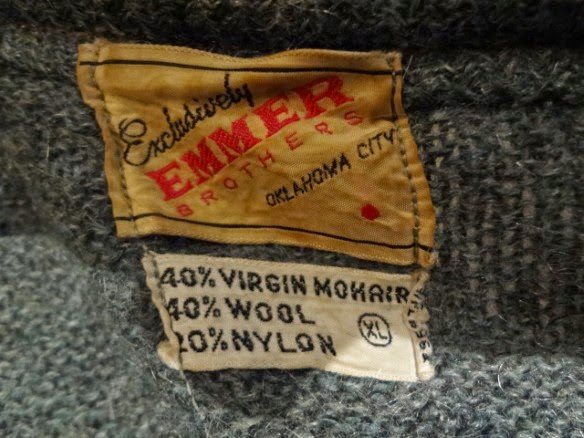 Exclusively
EMMER
BROTHERS
OKLAHOMA CITY
40% VIRGIN MOHAIR
40% WOOL
20% NYLON
XL